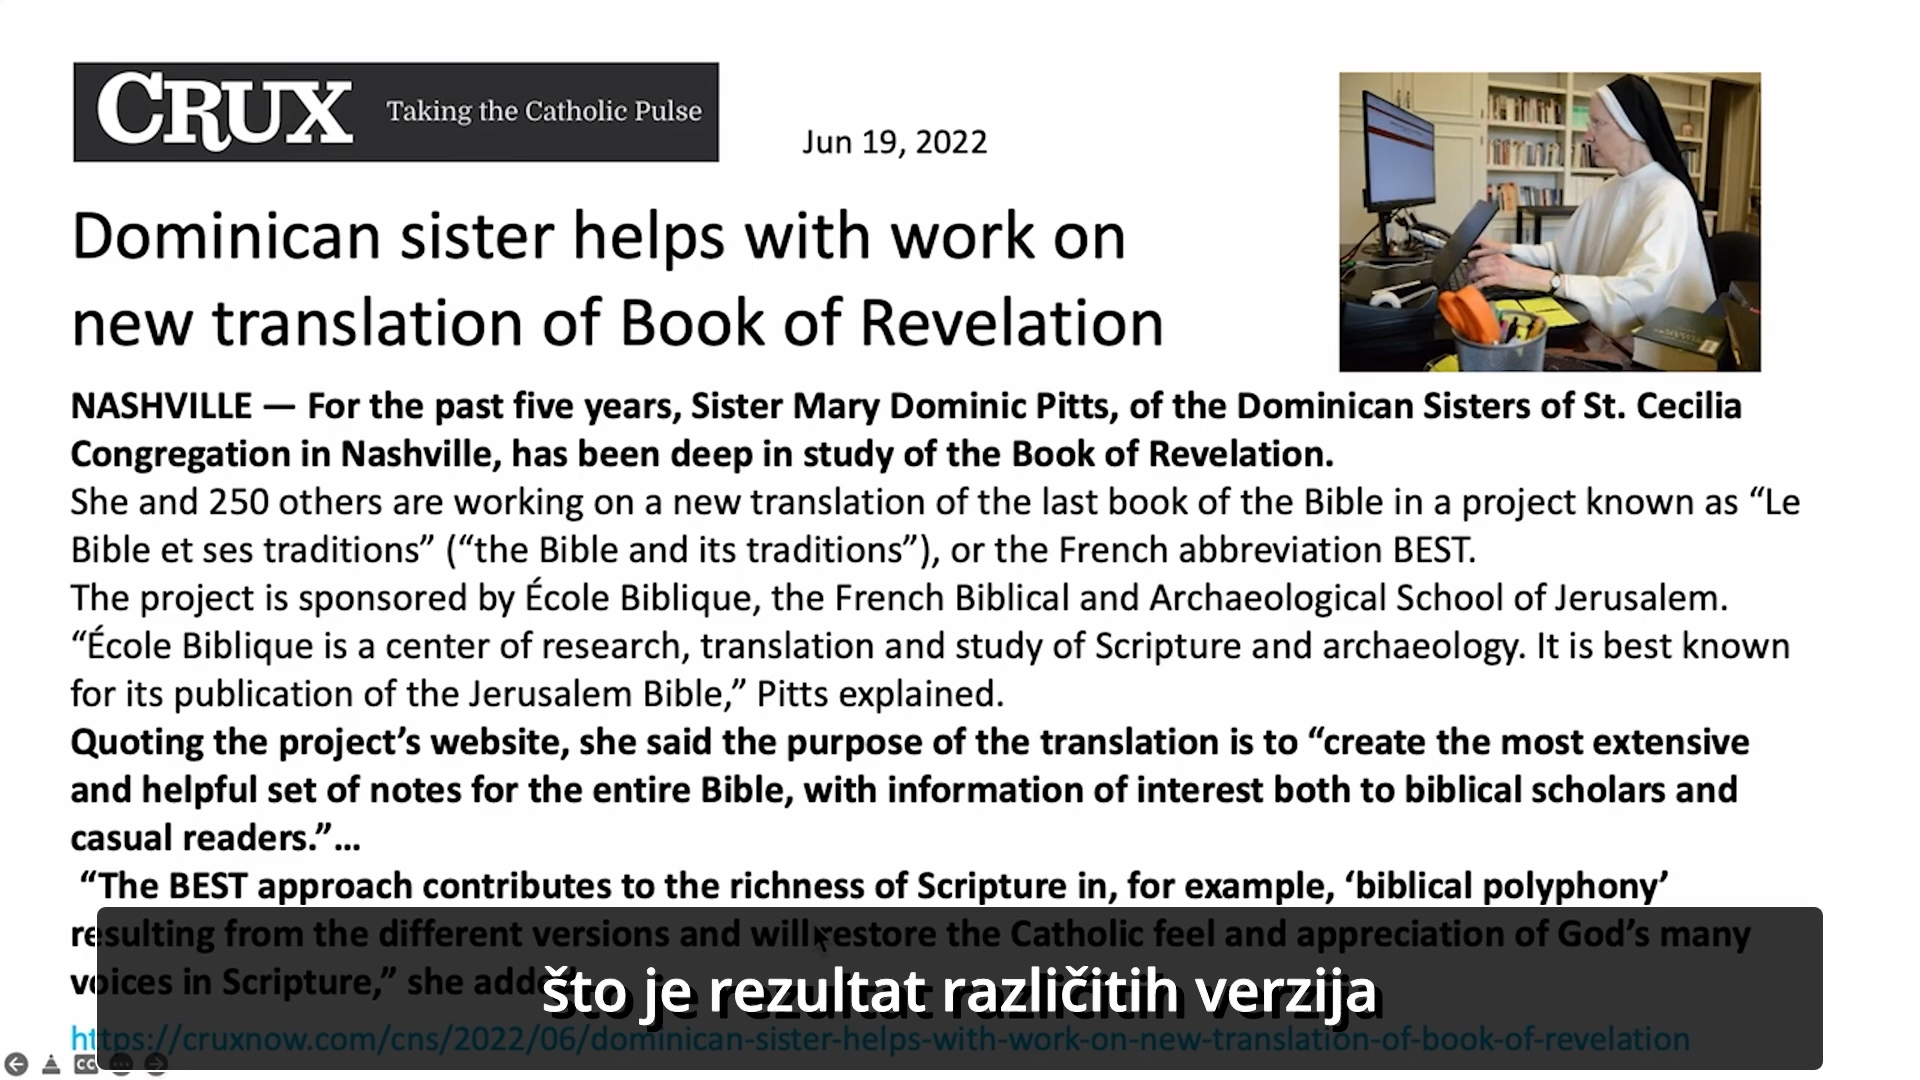 CRUX Taking the Catholic Pulse
Jun 19, 2022
Dominican sister helps with work on
new translation of Book of Revelation
NASHVILLE — For the past five years, Sister Mary Dominic Pitts, of the Dominican Sisters of St. Cecilia
Congregation in Nashville, has been deep in study of the Book of Revelation.
She and 250 others are working on a new translation of the last book of the Bible in a project known as “Le
Bible et ses traditions” (“the Bible and its traditions”), or the French abbreviation BEST.
The project is sponsored by École Biblique, the French Biblical and Archaeological School of Jerusalem.
“École Biblique is a center of research, translation and study of Scripture and archaeology. It is best known
for its publication of the Jerusalem Bible,” Pitts explained.
Quoting the project’s website, she said the purpose of the translation is to “create the most extensive
and helpful set of notes for the entire Bible, with information of interest both to biblical scholars and
casual readers.”…
“The BEST approach contributes to the richness of Scripture in, for example, ‘biblical polyphony’
resulting from the different versions and will restore the Catholic feel and appreciation of God’s many
voices in Scripture,” she
što je rezultat različitih verzija
https://cruxnow.com/cns/2022/06/dominican-sister-helps-with-work-on-new-translation-of-book-of-revelation
CC